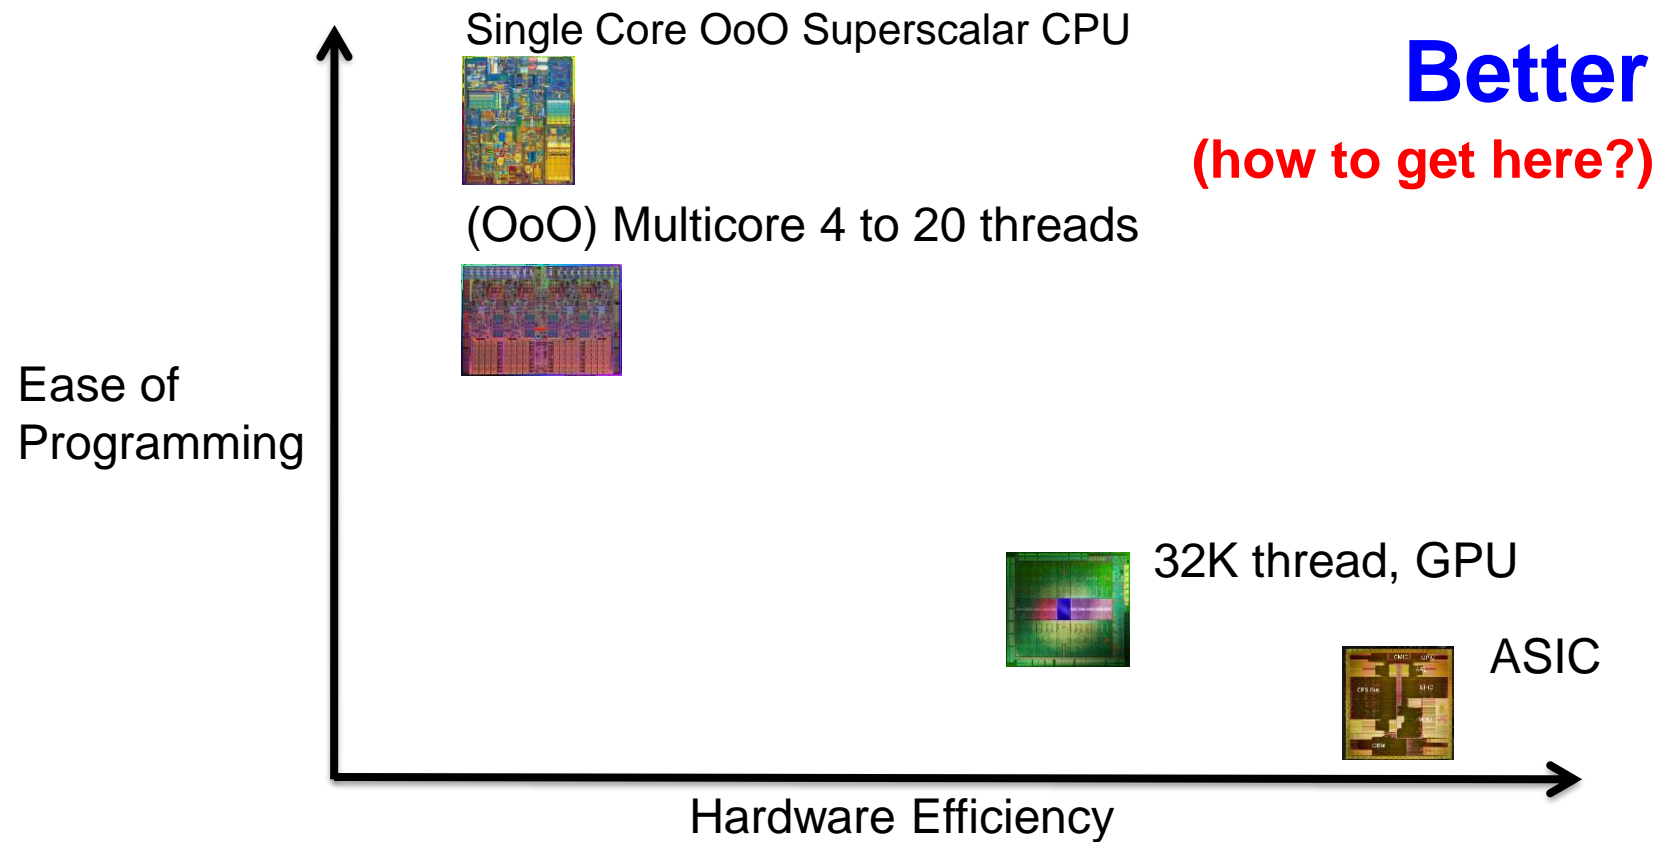 Single Core OoO Superscalar CPU
Better
(how to get here?)
(OoO) Multicore 4 to 20 threads
Ease of
Programming
32K thread, GPU
ASIC
Hardware Efficiency